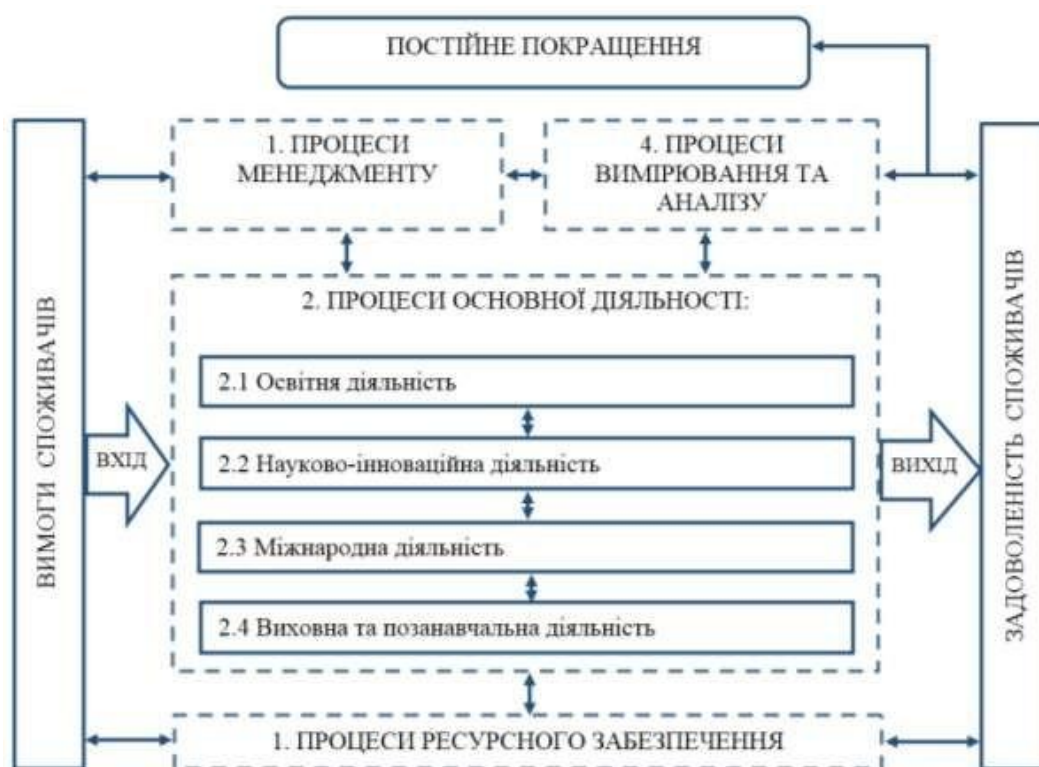 ПОСТІЙНЕ ПОКРАЩЕННЯ
1. ПРОЦЕСИ
МЕНЕДЖМЕНТУ
4. ПРОЦЕСИ
ВИМІРЮВАННЯ ТА
АНАЛІЗУ
ВИМОГИ СПОЖИВАЧІВ
ВХІД
2. ПРОЦЕСИ ОСНОВНОЇ ДІЯЛЬНОСТІ:
2.1 Освітня діяльність
2.2 Науково-інноваційна діяльність
2.3 Міжнародна діяльність
2.4 Виховна та позанавчальна діяльність
ВИХІД
ЗАДОВОЛЕНІСТЬ СПОЖИВАЧІВ
1. ПРОЦЕСИ РЕСУРСНОГО ЗАБЕЗПЕЧЕННЯ